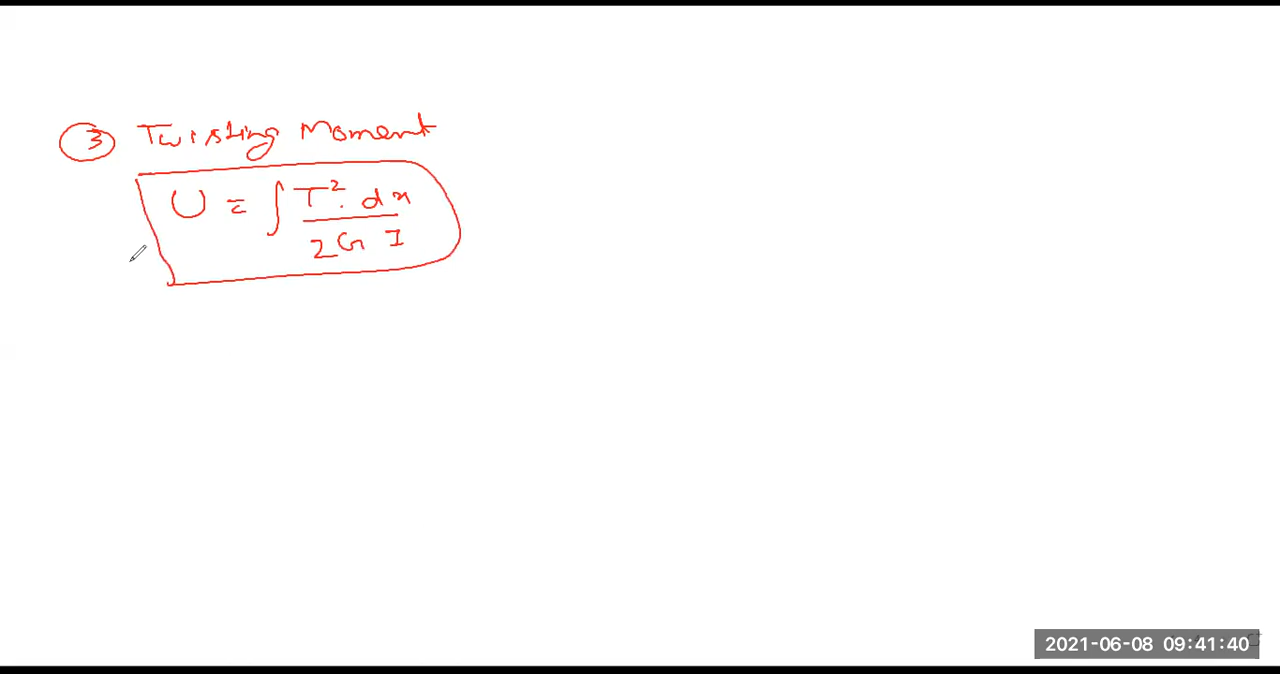 ③ Twisting Moment
U = ∫ T². dx
2G I
2021-06-08 09:41:40